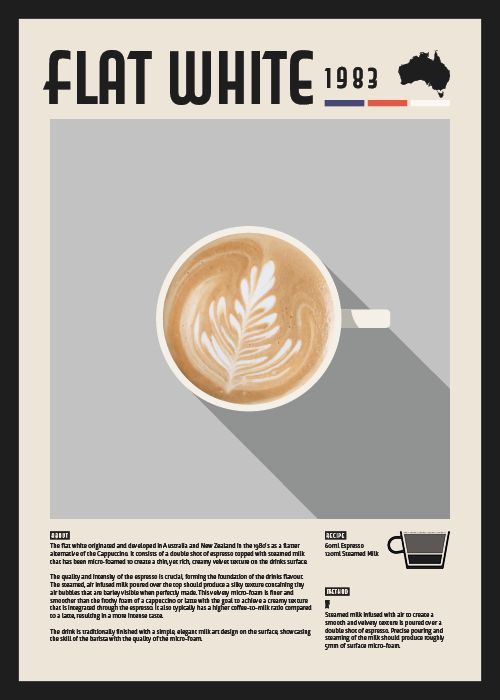 FLAT WHITE
1983
ABOUT
The flat white originated and developed in Australia and New Zealand in the 1980's as a flatter
alternative of the Cappuccino. It consists of a double shot of espresso topped with steamed milk
that has been micro-foamed to create a thin, yet rich, creamy velvet texture on the drinks surface.
The quality and intensity of the espresso is crucial, forming the foundation of the drinks flavour.
The steamed, air infused milk poured over the top should produce a silky texture containing tiny
air bubbles that are barley visible when perfectly made. This velvety micro-foam is finer and
smoother than the frothy foam of a cappuccino or latte with the goal to achieve a creamy texture
that is integrated through the espresso. It also typically has a higher coffee-to-milk ratio compared
to a latte, resulting in a more intense taste.
The drink is traditionally finished with a simple, elegant milk art design on the surface, showcasing
the skill of the barista with the quality of the micro-foam.
RECIPE
60ml Espresso
120ml Steamed Milk
METHOD
Steamed milk infused with air to create a
smooth and velvety texture is poured over a
double shot of espresso. Precise pouring and
steaming of the milk should produce roughly
5mm of surface micro-foam.